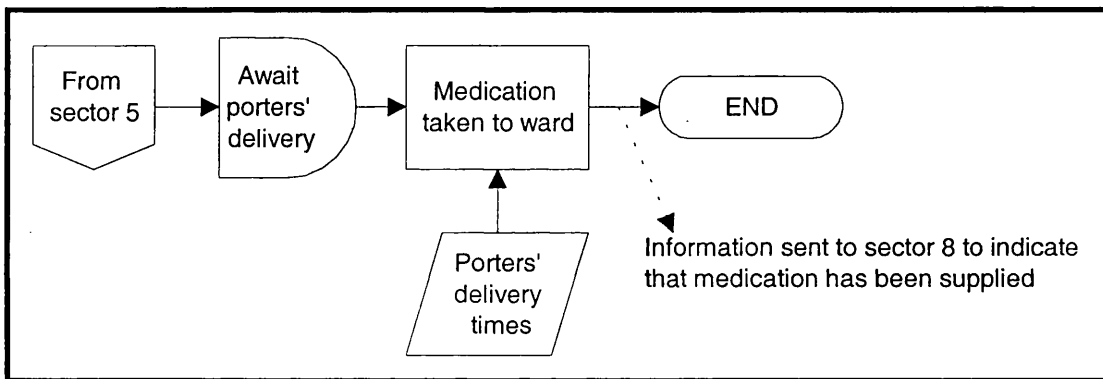 From
sector 5
Await
porters'
delivery
Medication
taken to ward
END
Porters'
delivery
times
Information sent to sector 8 to indicate
that medication has been supplied